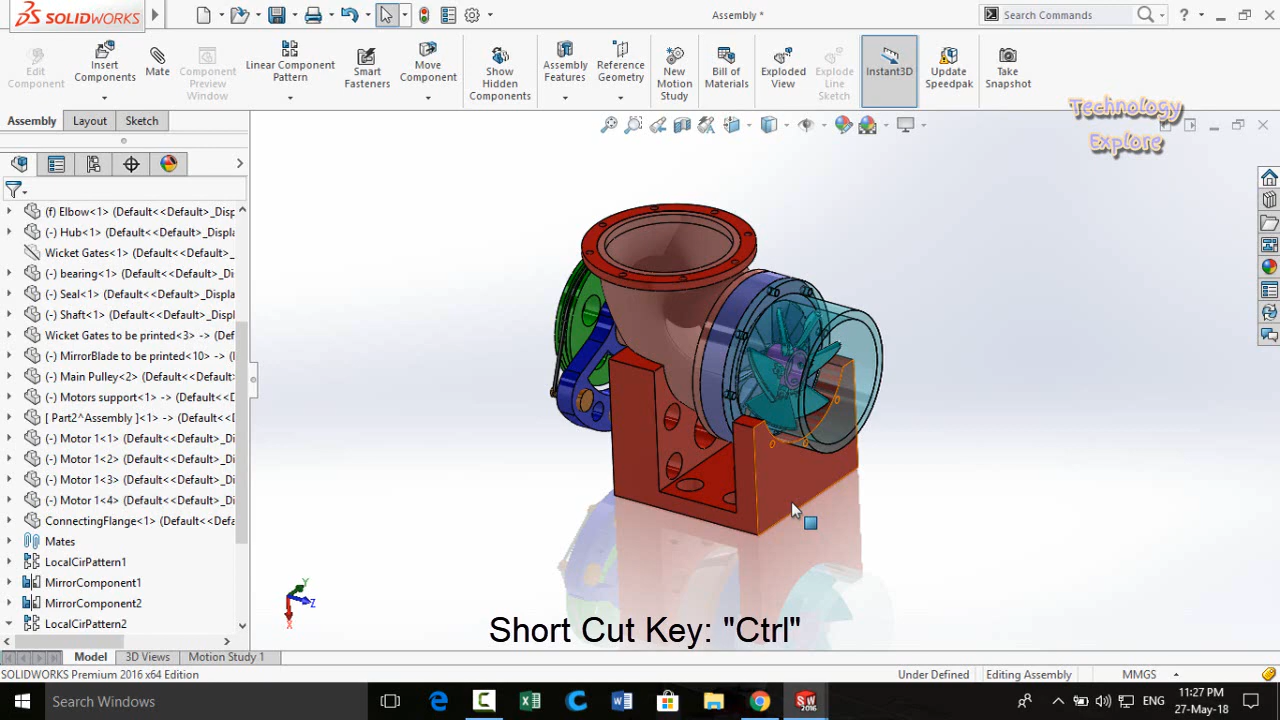 SOLIDWORKS
Assembly *
Search Commands
Edit
Component
Insert
Components
Mate
Component
Preview
Window
Linear Component
Pattern
Smart
Fasteners
Move
Component
Show
Hidden
Components
Assembly
Features
Reference
Geometry
New
Motion
Study
Bill of
Materials
Exploded
View
Explode
Line
Sketch
Instant3D
Update
Speedpak
Take
Snapshot
Technology
Explore
Assembly
Layout
Sketch
(f) Elbow<1> (Default<<Default>_Disp
(-) Hub<1> (Default<<Default>_Displa
Wicket Gates<1> (Default<<Default>_
(-) bearing<1> (Default<<Default>_Di
(-) Seal<1> (Default<<Default>_Displa
(-) Shaft<1> (Default<<Default>_Displ
Wicket Gates to be printed<3> -> (Def
(-) MirrorBlade to be printed<10> -> (
(-) Main Pulley<2> (Default<<Default>
(-) Motors support<1> (Default<<Defa
[ Part2^Assembly ]<1> -> (Default<<D
(-) Motor 1<1> (Default<<Default>_Di
(-) Motor 1<2> (Default<<Default>_Di
(-) Motor 1<3> (Default<<Default>_Di
(-) Motor 1<4> (Default<<Default>_Di
ConnectingFlange<1> (Default<<Defa
Mates
LocalCirPattern1
MirrorComponent1
MirrorComponent2
LocalCirPattern2
Y
Z
X
Short Cut Key: "Ctrl"
Model
3D Views
Motion Study 1
SOLIDWORKS Premium 2016 x64 Edition
Under Defined
Editing Assembly
MMGS
Search Windows
SW
2016
ENG
11:27 PM
27-May-18